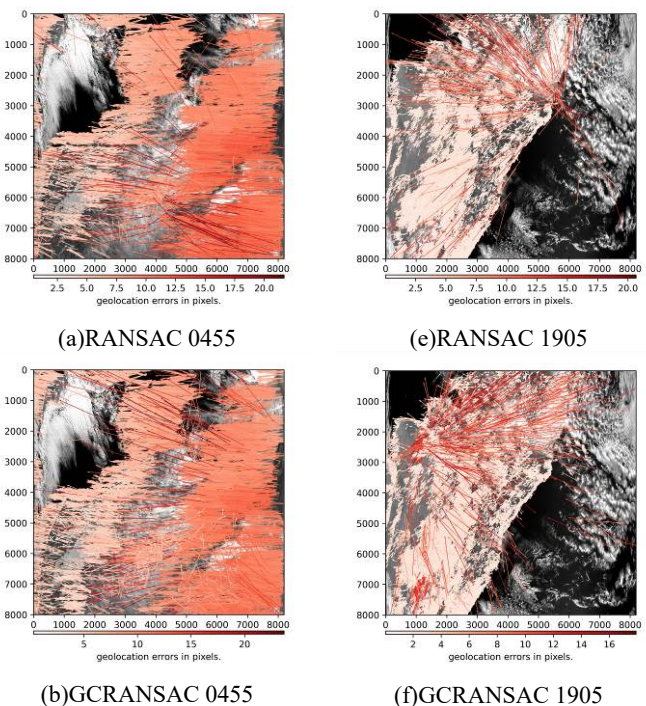 0
1000
2000
3000
4000
5000
6000
7000
8000
0 1000 2000 3000 4000 5000 6000 7000 8000
2.5 5.0 7.5 10.0 12.5 15.0 17.5 20.0
geolocation errors in pixels.
(a)RANSAC 0455
0
1000
2000
3000
4000
5000
6000
7000
8000
0 1000 2000 3000 4000 5000 6000 7000 8000
2.5 5.0 7.5 10.0 12.5 15.0 17.5 20.0
geolocation errors in pixels.
(e)RANSAC 1905
0
1000
2000
3000
4000
5000
6000
7000
8000
0 1000 2000 3000 4000 5000 6000 7000 8000
5 10 15 20
geolocation errors in pixels.
(b)GCRANSAC 0455
0
1000
2000
3000
4000
5000
6000
7000
8000
0 1000 2000 3000 4000 5000 6000 7000 8000
2 4 6 8 10 12 14 16
geolocation errors in pixels.
(f)GCRANSAC 1905